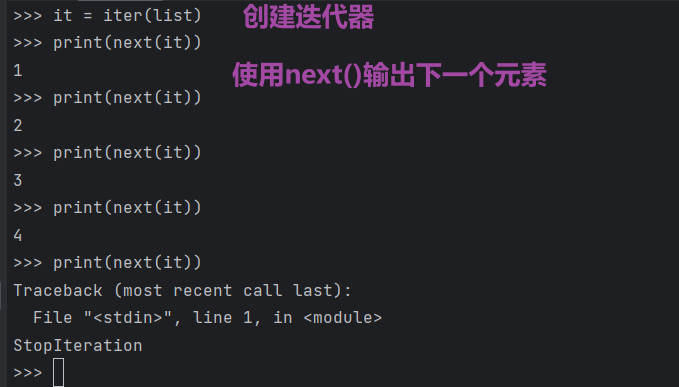 >>> it = iter(list) 创建迭代器
>>> print(next(it))
使用next()输出下一个元素
1
>>> print(next(it))
2
>>> print(next(it))
3
>>> print(next(it))
4
>>> print(next(it))
Traceback (most recent call last):
  File "<stdin>", line 1, in <module>
StopIteration
>>>